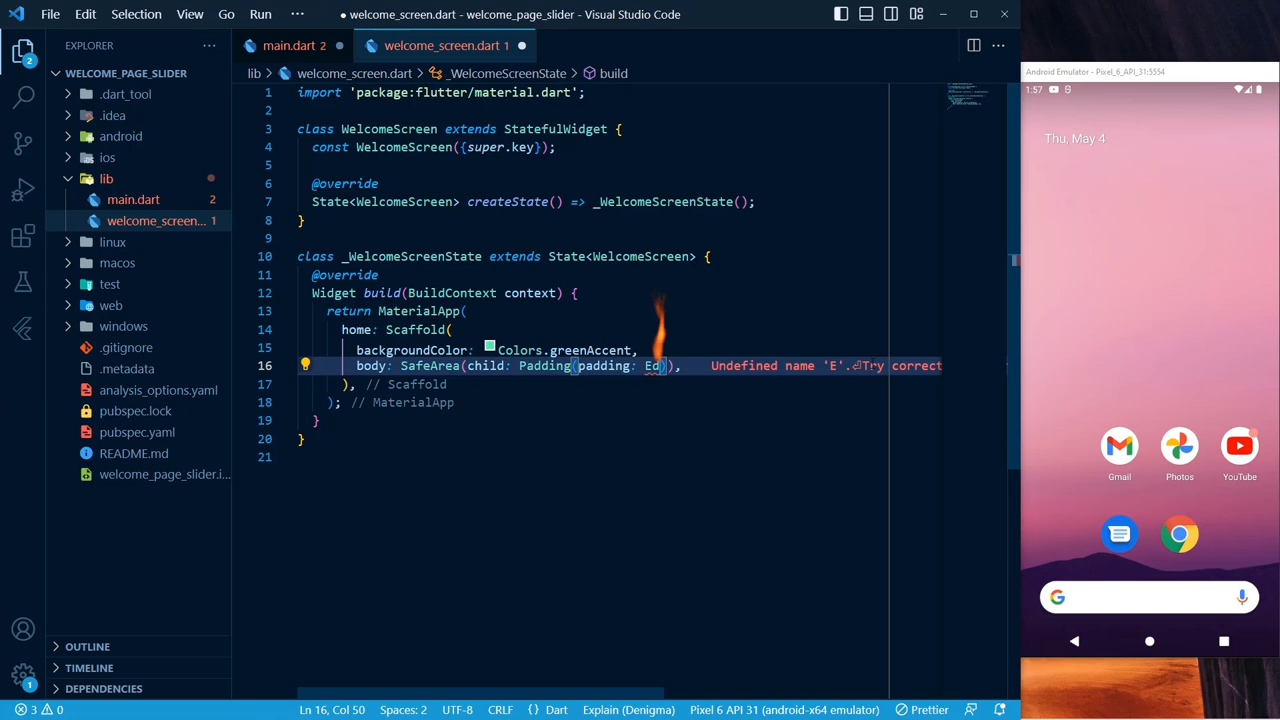 File Edit Selection View Go Run ··· ● welcome_screen.dart - welcome_page_slider - Visual Studio Code
EXPLORER ···
main.dart 2 ● welcome_screen.dart 1 ●
Android Emulator - Pixel_6_API_31:5554
WELCOME_PAGE_SLIDER
lib > welcome_screen.dart > _WelcomeScreenState > build
1:57
.dart_tool
.idea
android
ios
lib
main.dart 2
welcome_screen... 1
linux
macos
test
web
windows
.gitignore
.metadata
analysis_options.yaml
pubspec.lock
pubspec.yaml
README.md
welcome_page_slider.i...
1 import 'package:flutter/material.dart';
2
3 class WelcomeScreen extends StatefulWidget {
4 const WelcomeScreen({super.key});
5
6 @override
7 State<WelcomeScreen> createState() => _WelcomeScreenState();
8 }
9
10 class _WelcomeScreenState extends State<WelcomeScreen> {
11 @override
12 Widget build(BuildContext context) {
13 return MaterialApp(
14 home: Scaffold(
15 backgroundColor: Colors.greenAccent,
16 body: SafeArea(child: Padding(padding: Ed)), Undefined name 'E'.⏎Try correct
17 ), // Scaffold
18 ); // MaterialApp
19 }
20 }
21
Thu, May 4
Gmail Photos YouTube
2
OUTLINE
TIMELINE
DEPENDENCIES
1
3 0 Ln 16, Col 50 Spaces: 2 UTF-8 CRLF {} Dart Explain (Denigma) Pixel 6 API 31 (android-x64 emulator) Prettier